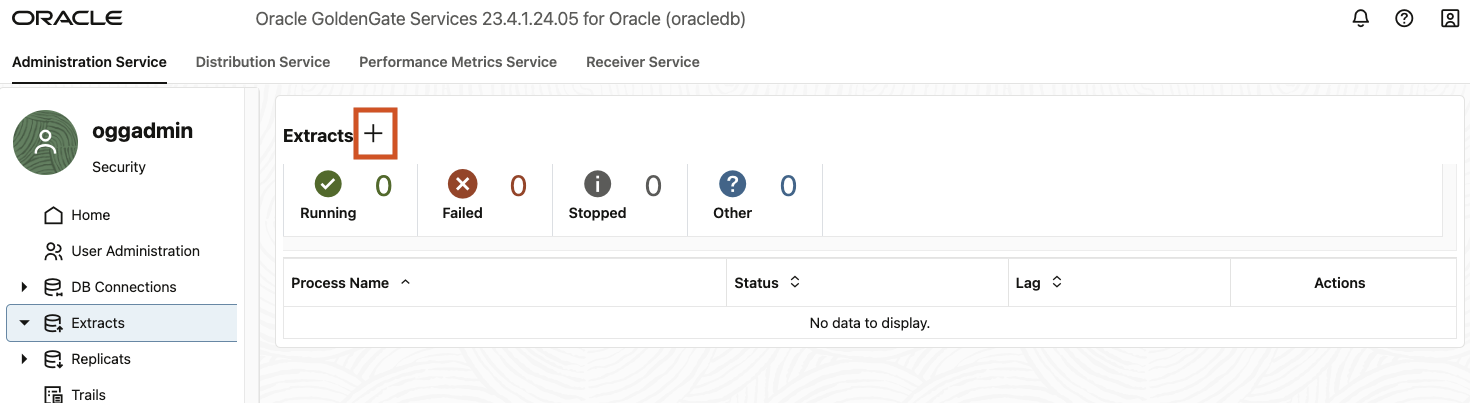 ORACLE
Oracle GoldenGate Services 23.4.1.24.05 for Oracle (oracledb)
Administration Service Distribution Service Performance Metrics Service Receiver Service
oggadmin
Security
Home
User Administration
DB Connections
Extracts
Replicats
Trails
Extracts
0 0 0 0
Running Failed Stopped Other
Process Name Status Lag Actions
No data to display.